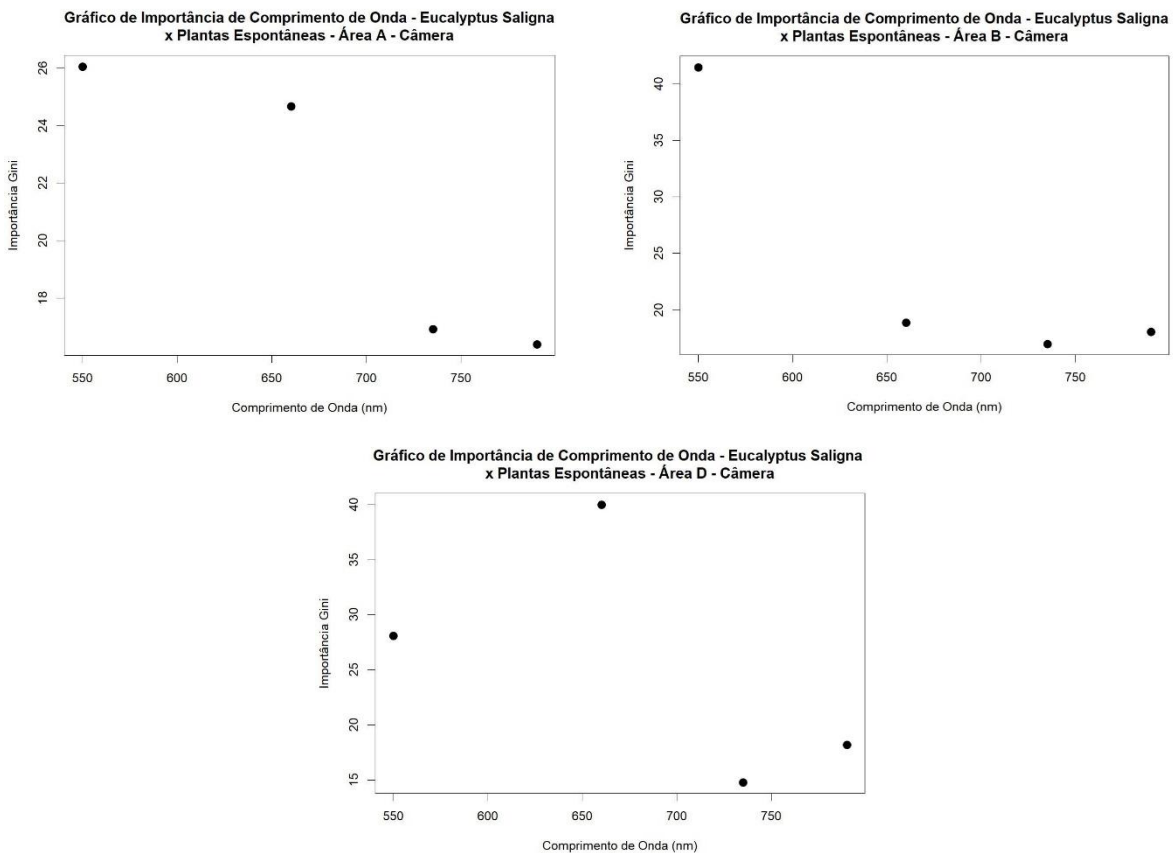 Gráfico de Importância de Comprimento de Onda - Eucalyptus Saligna
x Plantas Espontâneas - Área A - Câmera
26
24
22
20
18
Importância Gini
550 600 650 700 750
Comprimento de Onda (nm)
Gráfico de Importância de Comprimento de Onda - Eucalyptus Saligna
x Plantas Espontâneas - Área B - Câmera
40
35
30
25
20
Importância Gini
550 600 650 700 750
Comprimento de Onda (nm)
Gráfico de Importância de Comprimento de Onda - Eucalyptus Saligna
x Plantas Espontâneas - Área D - Câmera
40
35
30
25
20
15
Importância Gini
550 600 650 700 750
Comprimento de Onda (nm)